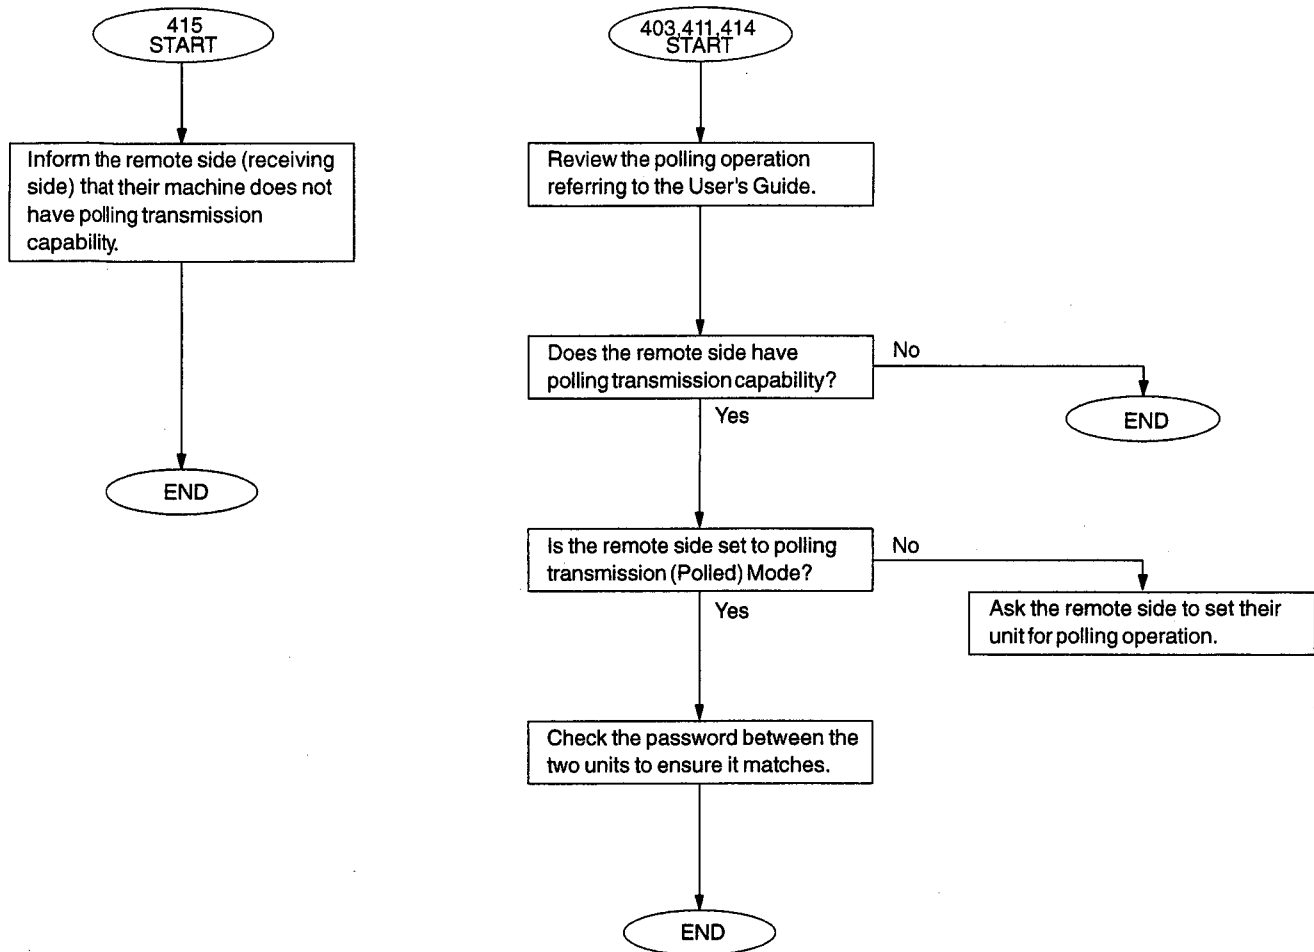 415
START
Inform the remote side (receiving
side) that their machine does not
have polling transmission
capability.
END
403,411,414
START
Review the polling operation
referring to the User's Guide.
Does the remote side have
polling transmission capability?
No
END
Yes
Is the remote side set to polling
transmission (Polled) Mode?
No
Ask the remote side to set their
unit for polling operation.
Yes
Check the password between the
two units to ensure it matches.
END